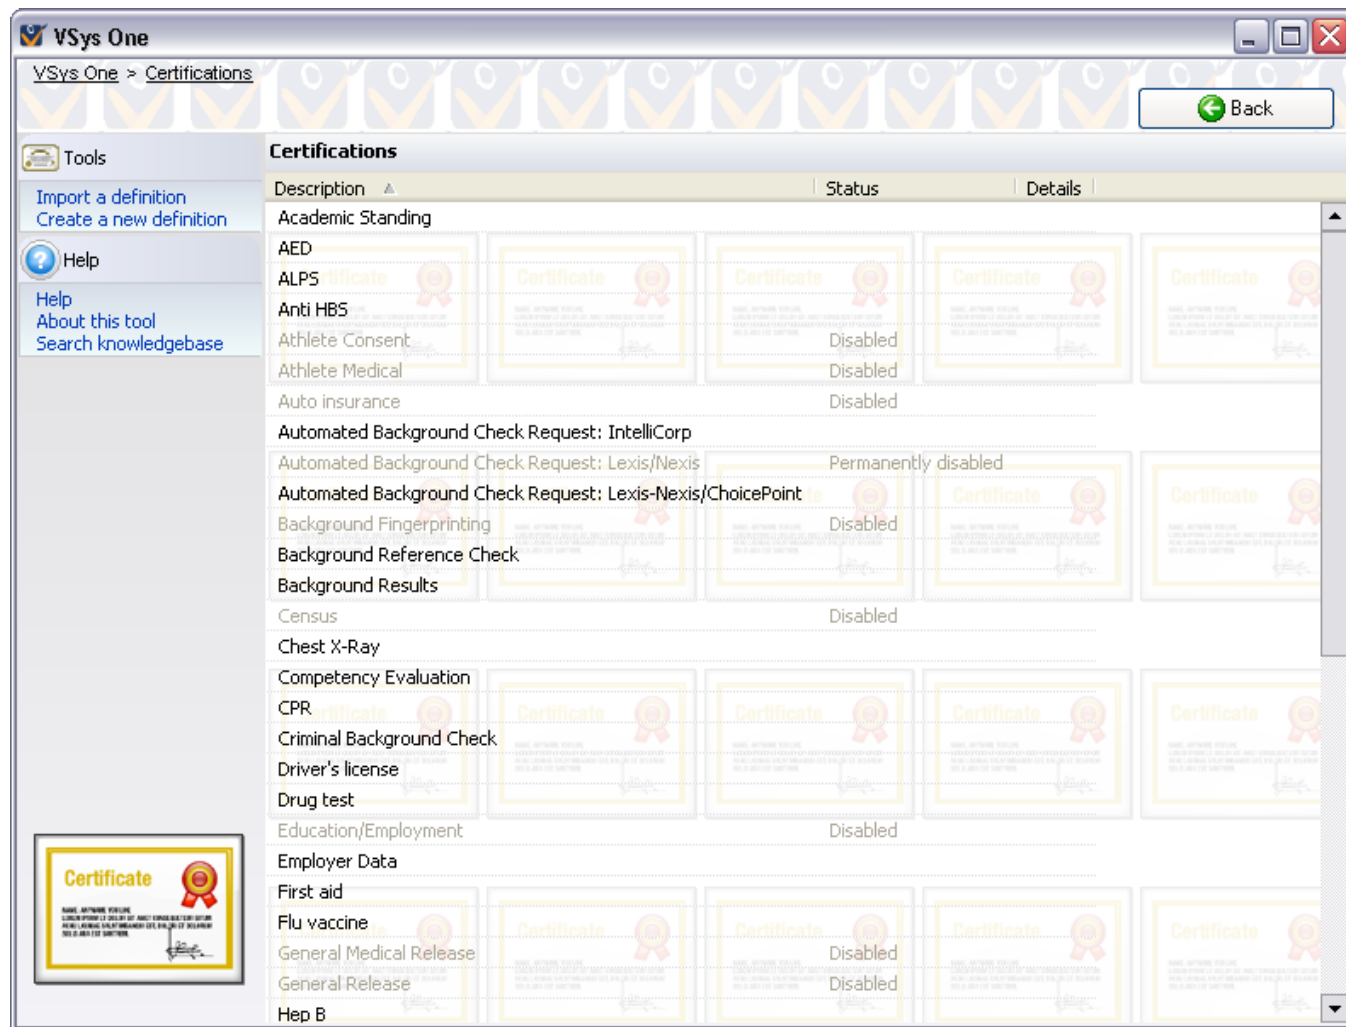 VSys One
VSys One > Certifications
Back
Tools
Import a definition
Create a new definition
Help
Help
About this tool
Search knowledgebase
Certifications
Description Status Details
Academic Standing
AED
ALPS
Anti HBS
Athlete Consent Disabled
Athlete Medical Disabled
Auto insurance Disabled
Automated Background Check Request: IntelliCorp
Automated Background Check Request: Lexis/Nexis Permanently disabled
Automated Background Check Request: Lexis-Nexis/ChoicePoint
Background Fingerprinting Disabled
Background Reference Check
Background Results
Census Disabled
Chest X-Ray
Competency Evaluation
CPR
Criminal Background Check
Driver's license
Drug test
Education/Employment Disabled
Employer Data
First aid
Flu vaccine
General Medical Release Disabled
General Release Disabled
Hep B
Certificate